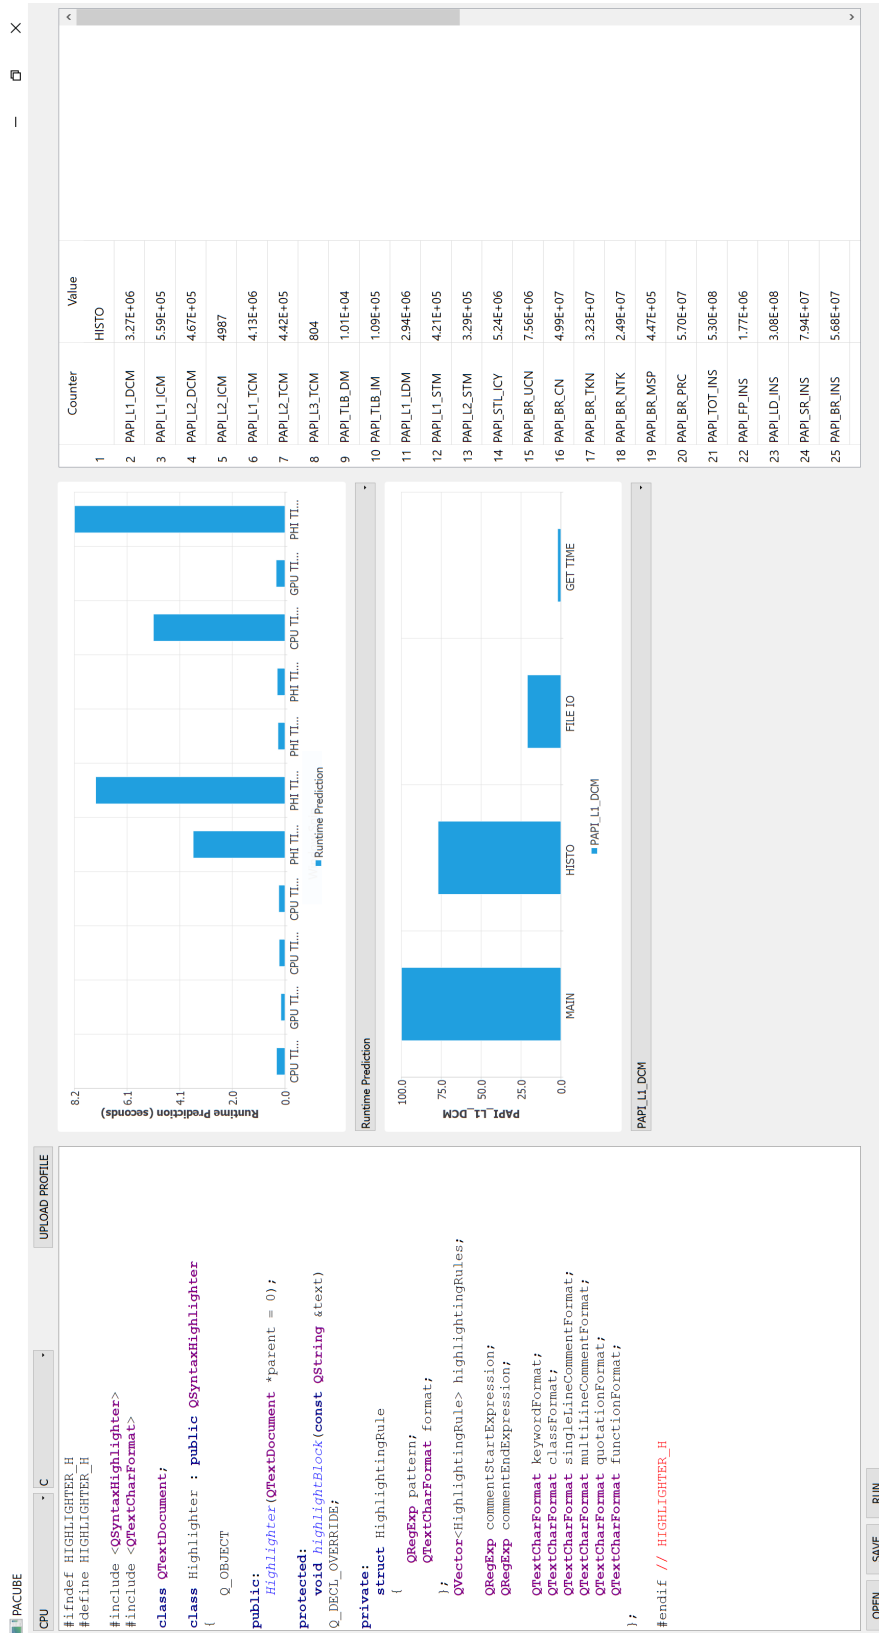 PACUBE
CPU
C
UPLOAD PROFILE
#ifndef HIGHLIGHTER_H
#define HIGHLIGHTER_H
#include <QSyntaxHighlighter>
#include <QTextCharFormat>
class QTextDocument;
class Highlighter : public QSyntaxHighlighter
{
Q_OBJECT
public:
Highlighter(QTextDocument *parent = 0);
protected:
void highlightBlock(const QString &text)
Q_DECL_OVERRIDE;
private:
struct HighlightingRule
{
QRegExp pattern;
QTextCharFormat format;
};
QVector<HighlightingRule> highlightingRules;
QRegExp commentStartExpression;
QRegExp commentEndExpression;
QTextCharFormat keywordFormat;
QTextCharFormat classFormat;
QTextCharFormat singleLineCommentFormat;
QTextCharFormat multiLineCommentFormat;
QTextCharFormat quotationFormat;
QTextCharFormat functionFormat;
};
#endif // HIGHLIGHTER_H
OPEN
SAVE
RUN
Runtime Prediction (seconds)
8.2
6.1
4.1
2.0
0.0
CPU TI...
GPU TI...
CPU TI...
CPU TI...
PHI TI...
PHI TI...
PHI TI...
PHI TI...
CPU TI...
GPU TI...
PHI TI...
Runtime Prediction
Runtime Prediction
PAPI_L1_DCM
100.0
75.0
50.0
25.0
0.0
MAIN
HISTO
FILE IO
GET TIME
PAPI_L1_DCM
PAPI_L1_DCM
Counter Value
1 HISTO
2 PAPI_L1_DCM 3.27E+06
3 PAPI_L1_ICM 5.59E+05
4 PAPI_L2_DCM 4.67E+05
5 PAPI_L2_ICM 4987
6 PAPI_L1_TCM 4.13E+06
7 PAPI_L2_TCM 4.42E+05
8 PAPI_L3_TCM 804
9 PAPI_TLB_DM 1.01E+04
10 PAPI_TLB_IM 1.09E+05
11 PAPI_L1_LDM 2.94E+06
12 PAPI_L1_STM 4.21E+05
13 PAPI_L2_STM 3.29E+05
14 PAPI_STL_ICY 5.24E+06
15 PAPI_BR_UCN 7.56E+06
16 PAPI_BR_CN 4.99E+07
17 PAPI_BR_TKN 3.23E+07
18 PAPI_BR_NTK 2.49E+07
19 PAPI_BR_MSP 4.47E+05
20 PAPI_BR_PRC 5.70E+07
21 PAPI_TOT_INS 5.30E+08
22 PAPI_FP_INS 1.77E+06
23 PAPI_LD_INS 3.08E+08
24 PAPI_SR_INS 7.94E+07
25 PAPI_BR_INS 5.68E+07